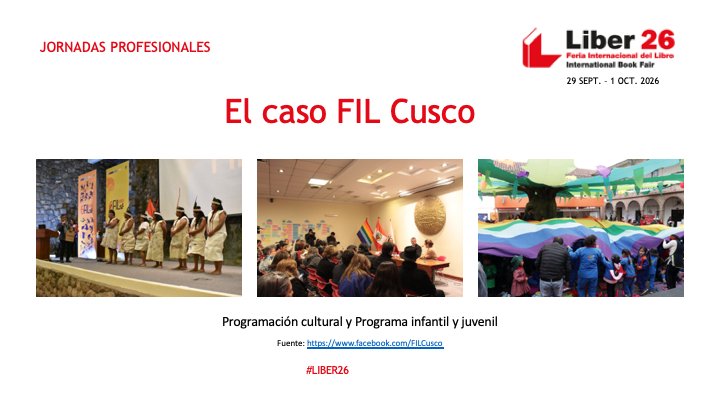 JORNADAS PROFESIONALES
Liber 26
Feria Internacional del Libro
International Book Fair
29 SEPT. - 1 OCT. 2026
El caso FIL Cusco
Programación cultural y Programa infantil y juvenil
Fuente: https://www.facebook.com/FILCusco
#LIBER26